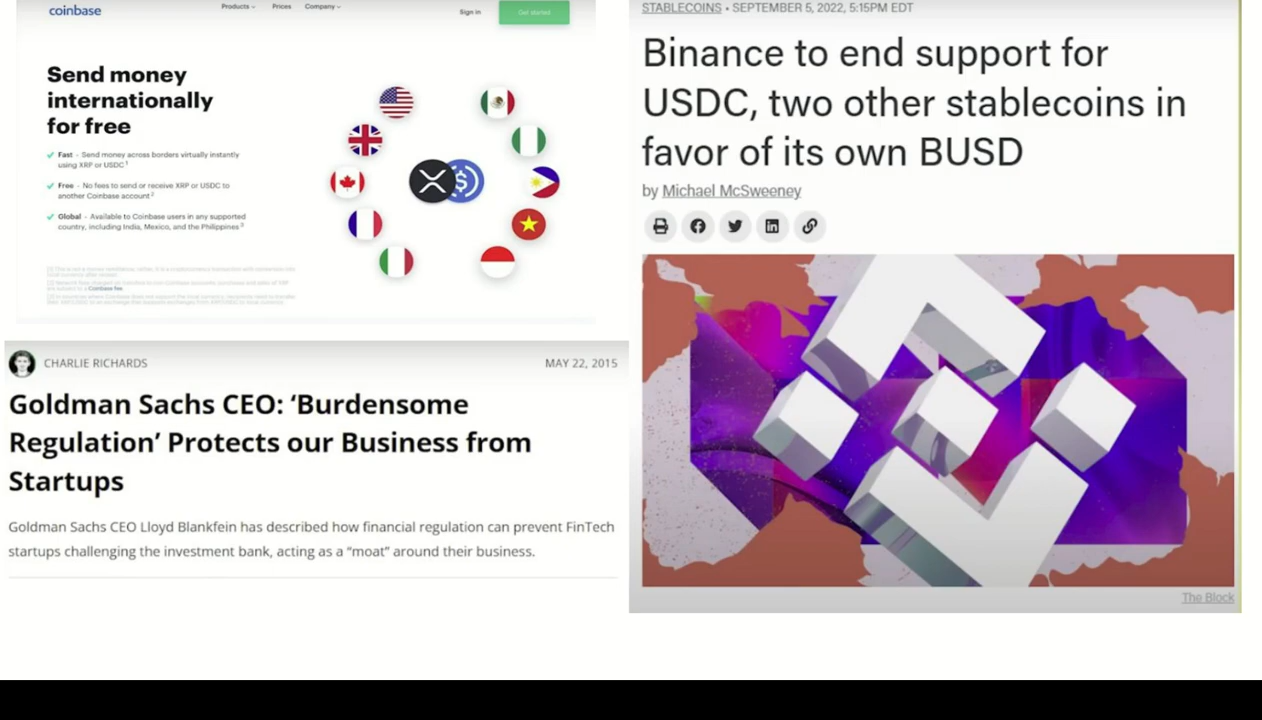 coinbase
Products
Prices
Company
Sign in
Get started
Send money
internationally
for free
Fast - Send money across borders virtually instantly
using XRP or USDC 1
Free - No fees to send or receive XRP or USDC to
another Coinbase account 2
Global - Available to Coinbase users in any supported
country, including India, Mexico, and the Philippines 3
CHARLIE RICHARDS
MAY 22, 2015
Goldman Sachs CEO: ‘Burdensome
Regulation’ Protects our Business from
Startups
Goldman Sachs CEO Lloyd Blankfein has described how financial regulation can prevent FinTech
startups challenging the investment bank, acting as a “moat” around their business.
STABLECOINS • SEPTEMBER 5, 2022, 5:15PM EDT
Binance to end support for
USDC, two other stablecoins in
favor of its own BUSD
by Michael McSweeney
The Block